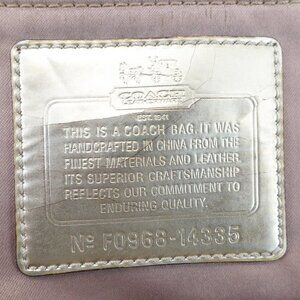 COACH
EST. 1941
THIS IS A COACH BAG. IT WAS
HANDCRAFTED IN CHINA FROM THE
FINEST MATERIALS AND LEATHER.
ITS SUPERIOR CRAFTSMANSHIP
REFLECTS OUR COMMITMENT TO
ENDURING QUALITY.
Nº F0968-14335